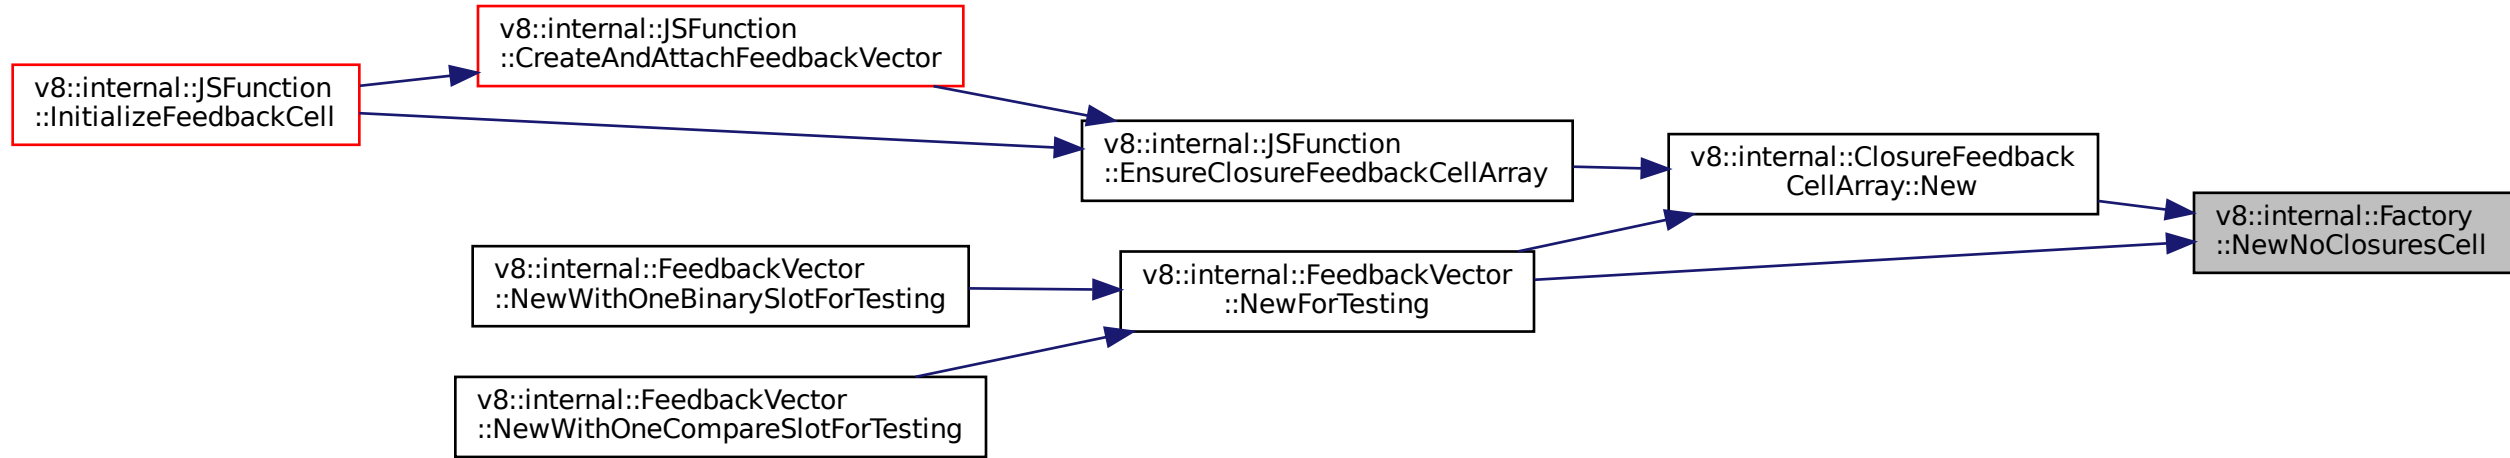 v8::internal::JSFunction
::InitializeFeedbackCell
v8::internal::JSFunction
::CreateAndAttachFeedbackVector
v8::internal::JSFunction
::EnsureClosureFeedbackCellArray
v8::internal::ClosureFeedback
CellArray::New
v8::internal::Factory
::NewNoClosuresCell
v8::internal::FeedbackVector
::NewWithOneBinarySlotForTesting
v8::internal::FeedbackVector
::NewForTesting
v8::internal::FeedbackVector
::NewWithOneCompareSlotForTesting